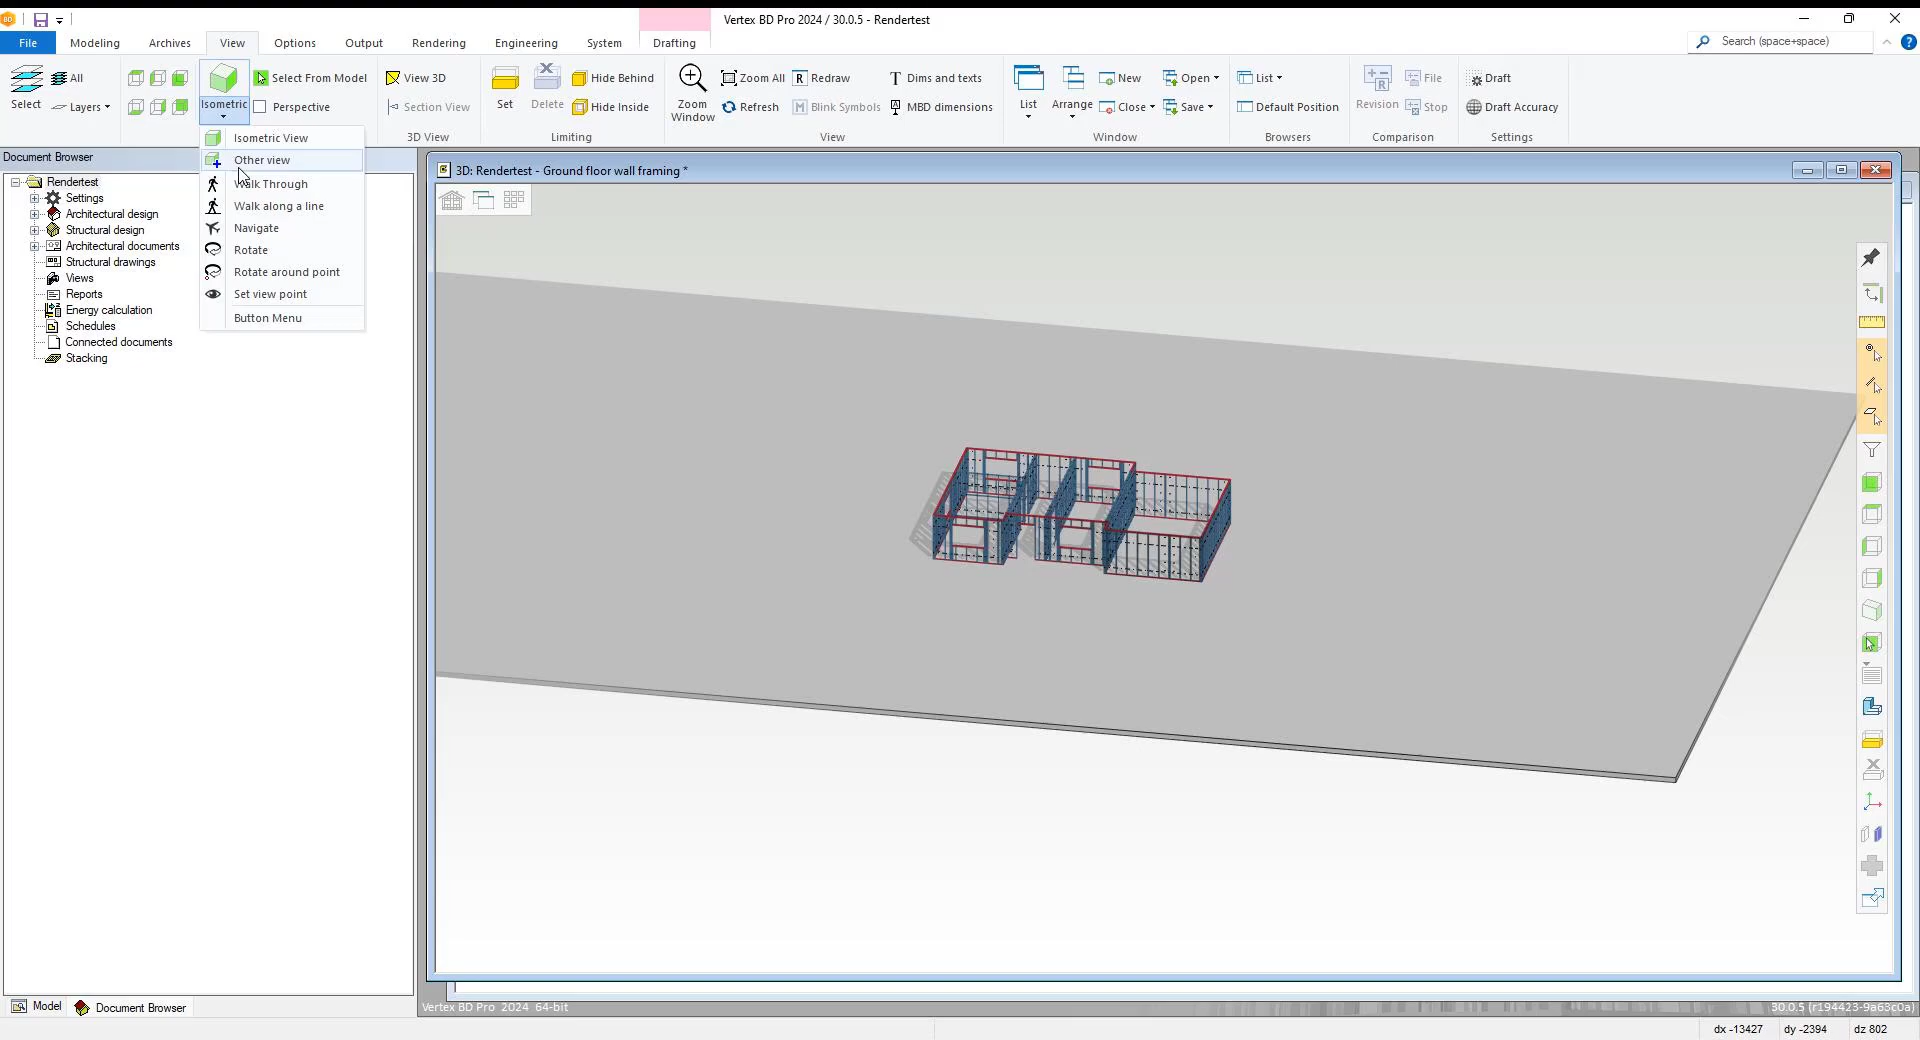 BD
Vertex BD Pro 2024 / 30.0.5 - Rendertest
File
Modeling
Archives
View
Options
Output
Rendering
Engineering
System
Drafting
Search (space+space)
?
Select
All
Layers
Isometric
Select From Model
Perspective
View 3D
Section View
3D View
Set
Delete
Hide Behind
Hide Inside
Limiting
Zoom Window
Zoom All
Refresh
R Redraw
M Blink Symbols
T Dims and texts
A MBD dimensions
View
List
Arrange
New
Close
Open
Save
Window
List
Default Position
Browsers
Revision
File
Stop
Comparison
Draft
Draft Accuracy
Settings
Isometric View
Other view
Walk Through
Walk along a line
Navigate
Rotate
Rotate around point
Set view point
Button Menu
Document Browser
Rendertest
Settings
Architectural design
Structural design
Architectural documents
Structural drawings
Views
Reports
Energy calculation
Schedules
Connected documents
Stacking
3D: Rendertest - Ground floor wall framing *
Model
Document Browser
Vertex BD Pro 2024 64-bit
30.0.5 (r194423-9a63c0a)
dx -13427
dy -2394
dz 802